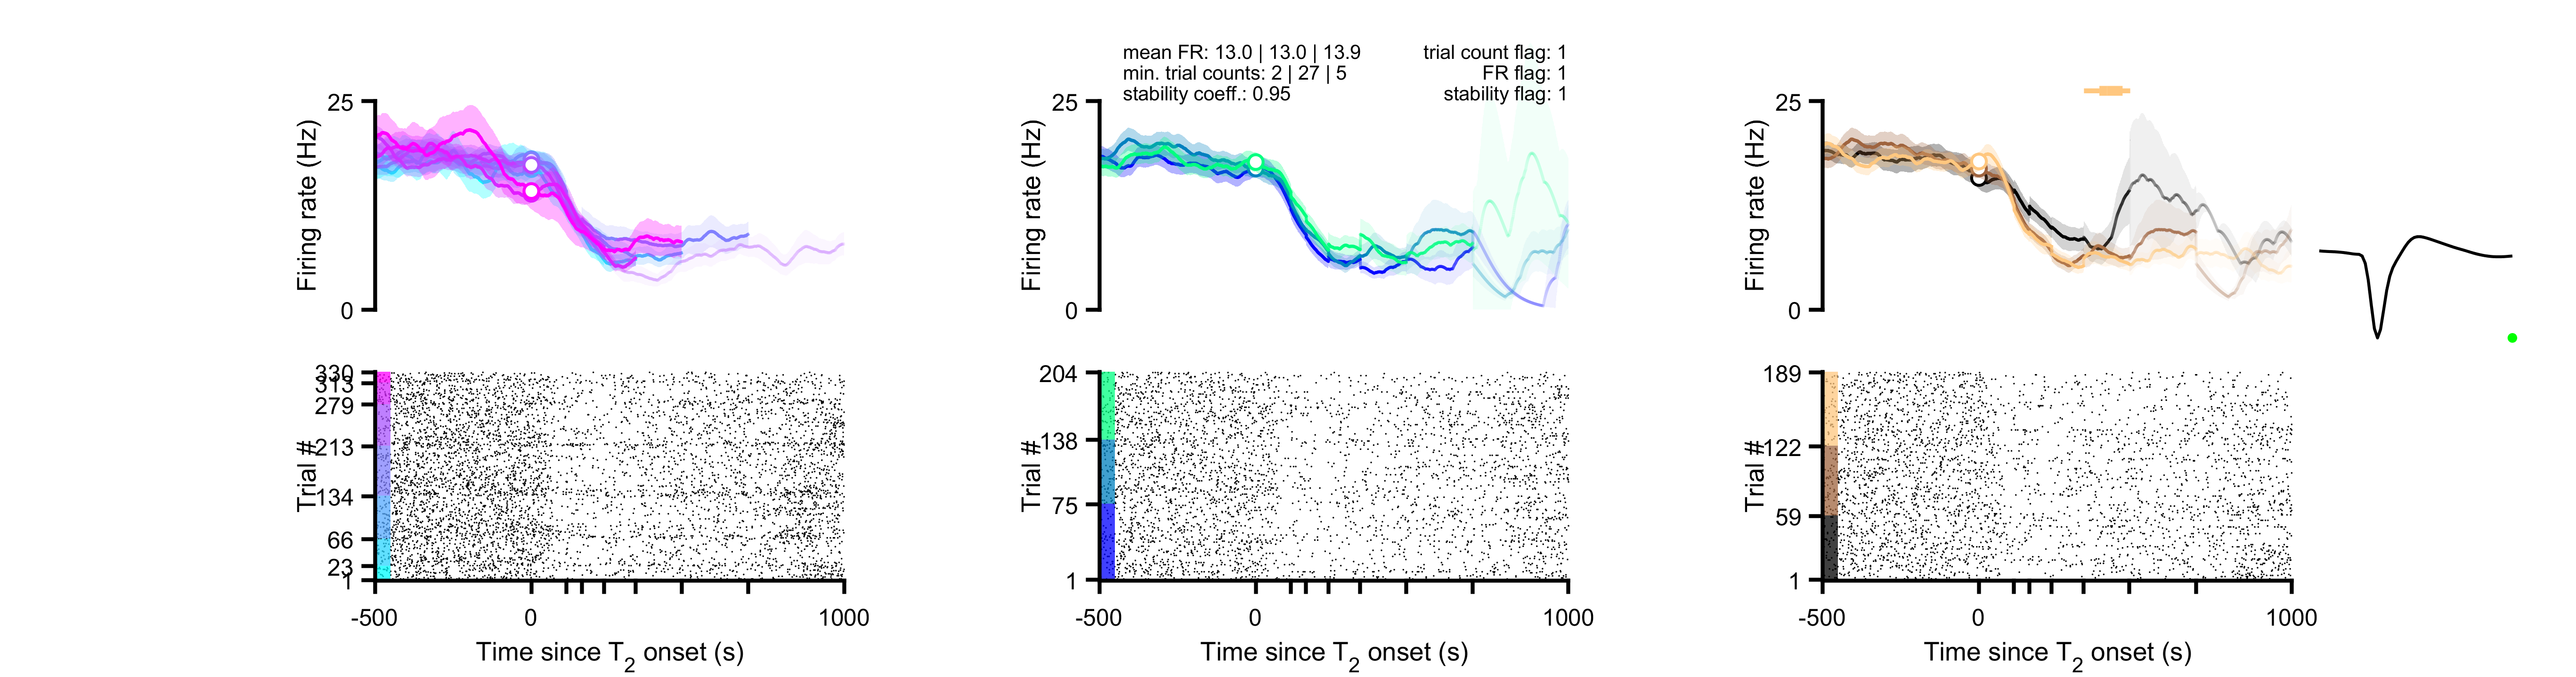 mean FR: 13.0 | 13.0 | 13.9
min. trial counts: 2 | 27 | 5
stability coeff.: 0.95
trial count flag: 1
FR flag: 1
stability flag: 1
25
Firing rate (Hz)
0
25
Firing rate (Hz)
0
25
Firing rate (Hz)
0
330
313
279
213
134
66
23
1
Trial #
-500
0
1000
Time since T2 onset (s)
204
138
75
1
Trial #
-500
0
1000
Time since T2 onset (s)
189
122
59
1
Trial #
-500
0
1000
Time since T2 onset (s)